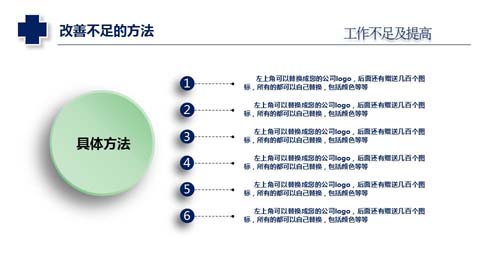 改善不足的方法
工作不足及提高
具体方法
1
左上角可以替换成您的公司logo，后面还有赠送几百个图
标，所有的都可以自己替换，包括颜色等等
2
左上角可以替换成您的公司logo，后面还有赠送几百个图
标，所有的都可以自己替换，包括颜色等等
3
左上角可以替换成您的公司logo，后面还有赠送几百个图
标，所有的都可以自己替换，包括颜色等等
4
左上角可以替换成您的公司logo，后面还有赠送几百个图
标，所有的都可以自己替换，包括颜色等等
5
左上角可以替换成您的公司logo，后面还有赠送几百个图
标，所有的都可以自己替换，包括颜色等等
6
左上角可以替换成您的公司logo，后面还有赠送几百个图
标，所有的都可以自己替换，包括颜色等等